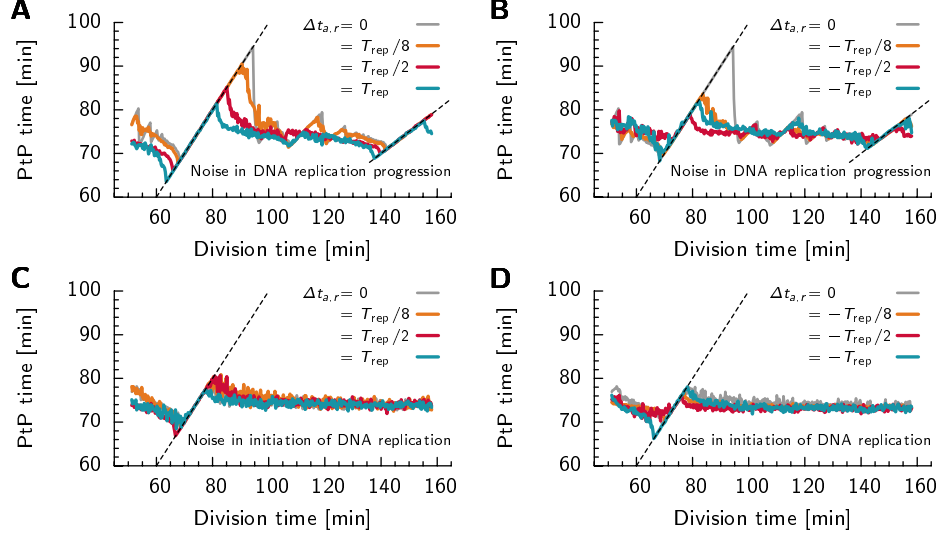 A
PtP time [min]
100
90
80
70
60
Δt_{a,r} = 0
= T_rep/8
= T_rep/2
= T_rep
Noise in DNA replication progression
60 80 100 120 140 160
Division time [min]
B
PtP time [min]
100
90
80
70
60
Δt_{a,r} = 0
= −T_rep/8
= −T_rep/2
= −T_rep
Noise in DNA replication progression
60 80 100 120 140 160
Division time [min]
C
PtP time [min]
100
90
80
70
60
Δt_{a,r} = 0
= T_rep/8
= T_rep/2
= T_rep
Noise in initiation of DNA replication
60 80 100 120 140 160
Division time [min]
D
PtP time [min]
100
90
80
70
60
Δt_{a,r} = 0
= −T_rep/8
= −T_rep/2
= −T_rep
Noise in initiation of DNA replication
60 80 100 120 140 160
Division time [min]